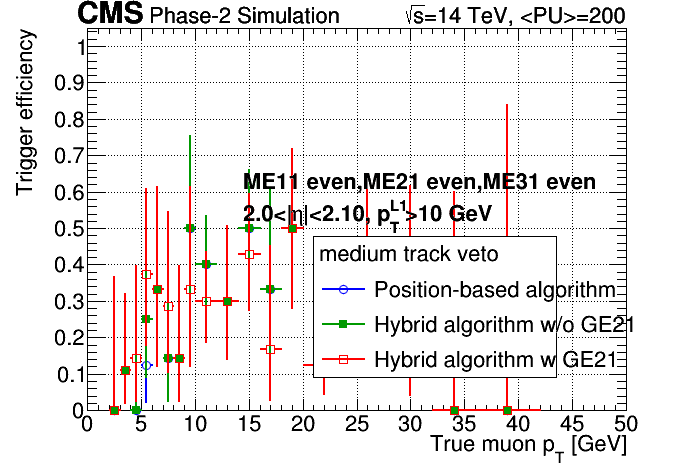 CMS Phase-2 Simulation √s=14 TeV, <PU>=200
Trigger efficiency
1
0.9
0.8
0.7
0.6
0.5
0.4
0.3
0.2
0.1
0
ME11 even,ME21 even,ME31 even
2.0<|η|<2.10, p_T^L1>10 GeV
medium track veto
Position-based algorithm
Hybrid algorithm w/o GE21
Hybrid algorithm w GE21
0 5 10 15 20 25 30 35 40 45 50
True muon p_T [GeV]